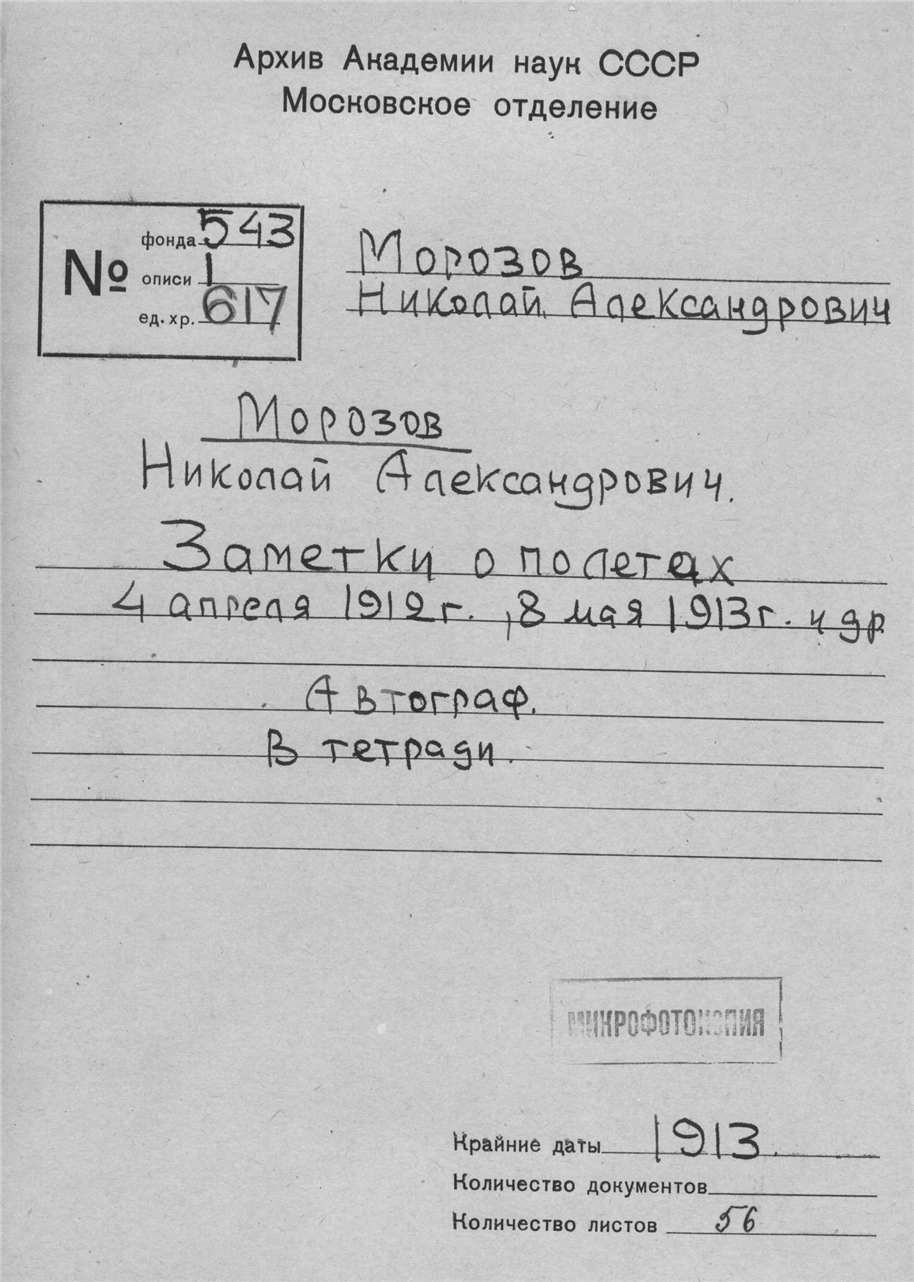 Архив Академии наук СССР
Московское отделение
№
фонда 543
описи 1
ед. хр. 617
Морозов
Николай Александрович
Морозов
Николай Александрович.
Заметки о полетах
4 апреля 1912 г., 8 мая 1913 г. и др
Автограф.
В тетради.
МИКРОФОТОКОПИЯ
Крайние даты 1913.
Количество документов
Количество листов 56